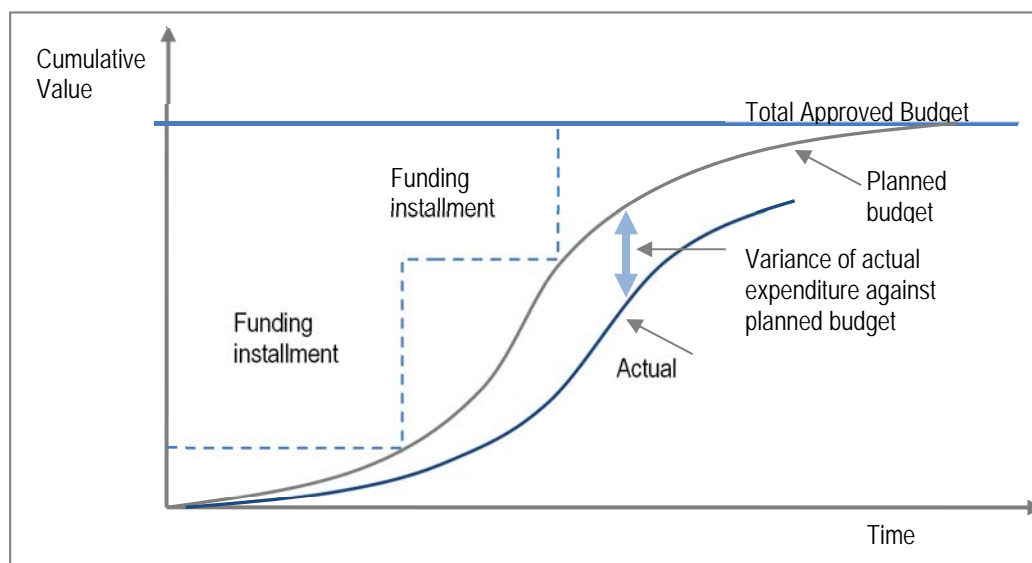 Cumulative
Value
Total Approved Budget
Funding
installment
Planned
budget
Variance of actual
expenditure against
planned budget
Funding
installment
Actual
Time